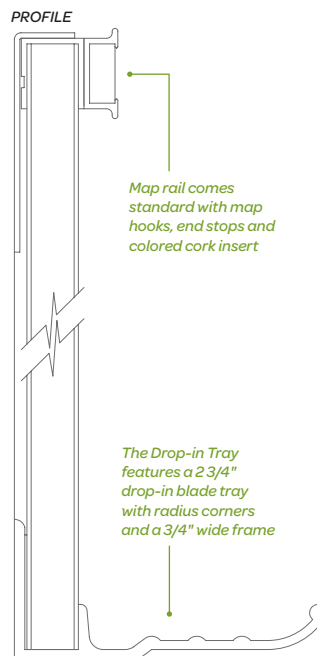 PROFILE
Map rail comes
standard with map
hooks, end stops and
colored cork insert
The Drop-in Tray
features a 2 3/4"
drop-in blade tray
with radius corners
and a 3/4" wide frame